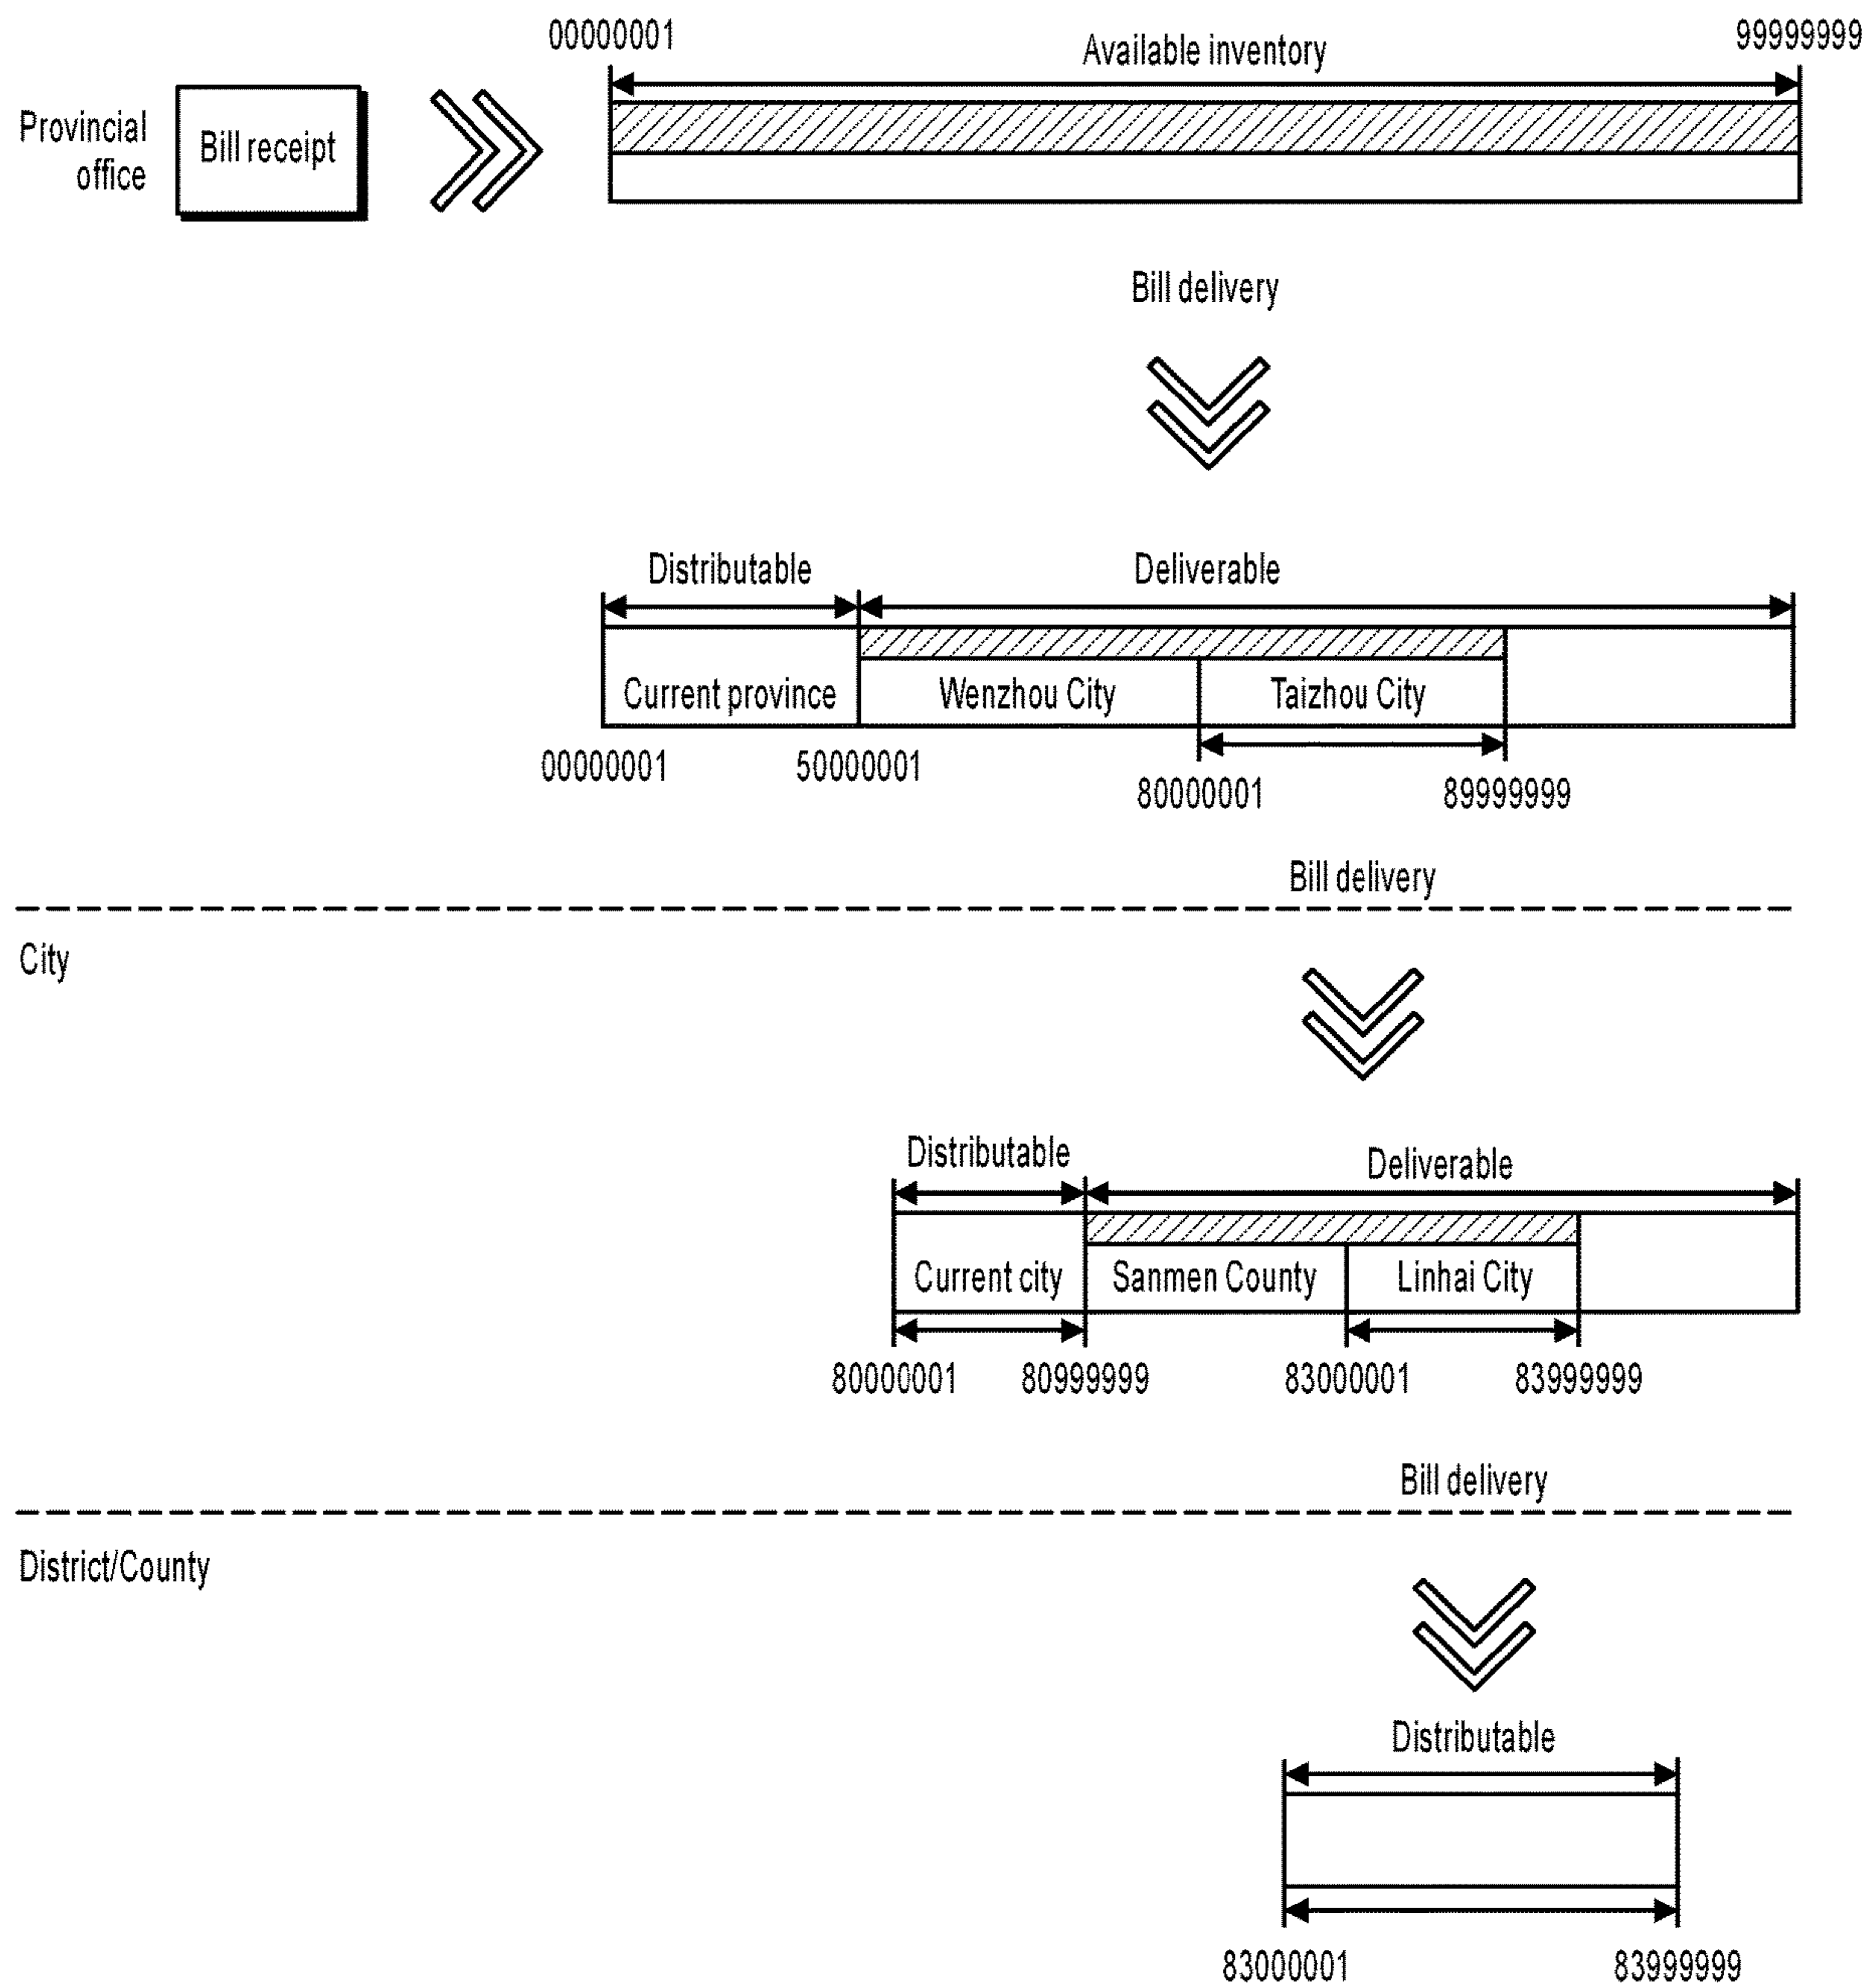 00000001
99999999
Available inventory
Provincial
office
Bill receipt
Bill delivery
Distributable
Deliverable
Current province
Wenzhou City
Taizhou City
00000001
50000001
80000001
89999999
Bill delivery
City
Distributable
Deliverable
Current city
Sanmen County
Linhai City
80000001
80999999
83000001
83999999
Bill delivery
District/County
Distributable
83000001
83999999